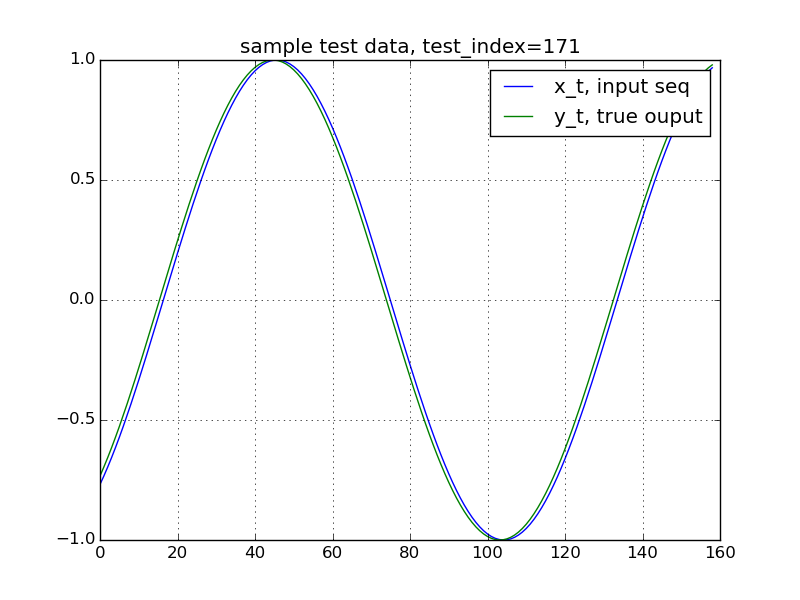 sample test data, test_index=171
x_t, input seq
y_t, true ouput
1.0
0.5
0.0
−0.5
−1.0
0 20 40 60 80 100 120 140 160